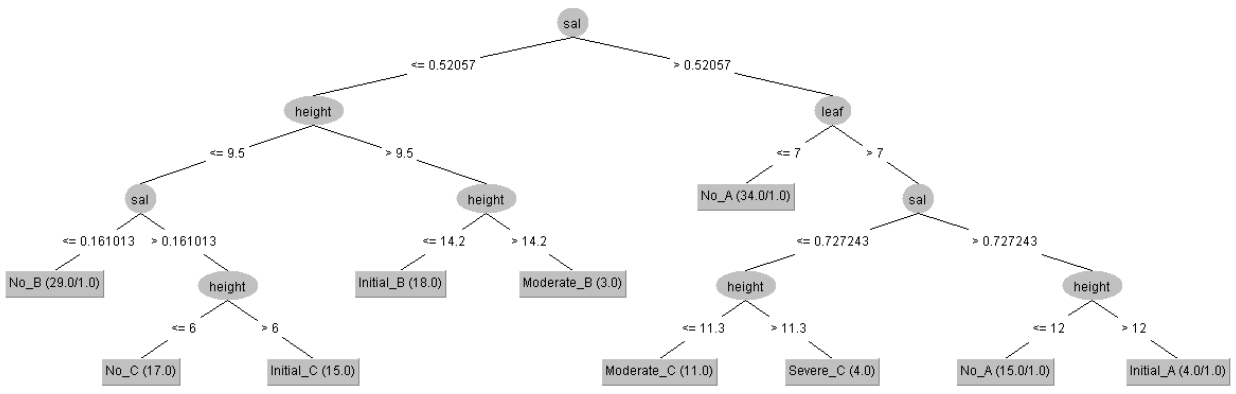 sal
<= 0.52057 > 0.52057
height leaf
<= 9.5 > 9.5 <= 7 > 7
sal height No_A (34.0/1.0) sal
<= 0.161013 > 0.161013 <= 14.2 > 14.2 <= 0.727243 > 0.727243
No_B (29.0/1.0) height Initial_B (18.0) Moderate_B (3.0) height height
<= 6 > 6 <= 11.3 > 11.3 <= 12 > 12
No_C (17.0) Initial_C (15.0) Moderate_C (11.0) Severe_C (4.0) No_A (15.0/1.0) Initial_A (4.0/1.0)